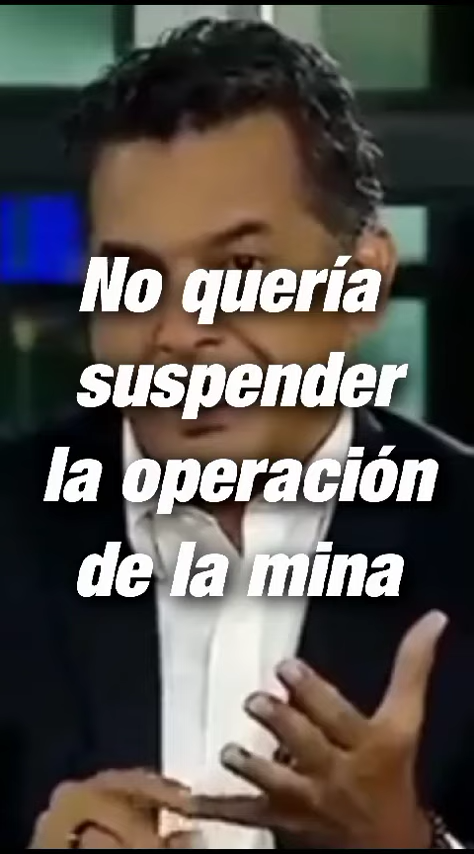 No quería
suspender
la operación
de la mina